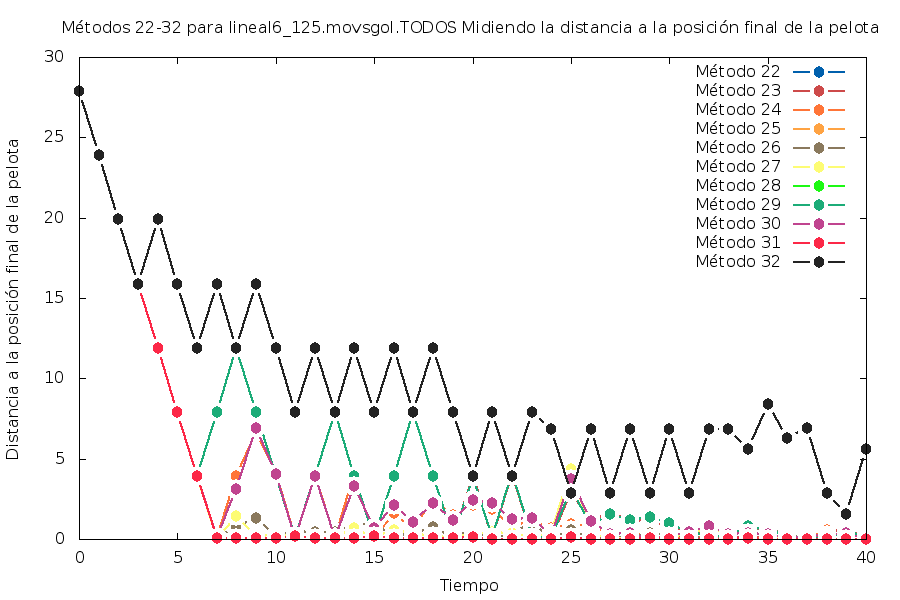 Métodos 22-32 para lineal6_125.movsgol.TODOS Midiendo la distancia a la posición final de la pelota
30
25
20
15
10
5
0
Distancia a la posición final de la pelota
Método 22
Método 23
Método 24
Método 25
Método 26
Método 27
Método 28
Método 29
Método 30
Método 31
Método 32
0 5 10 15 20 25 30 35 40
Tiempo